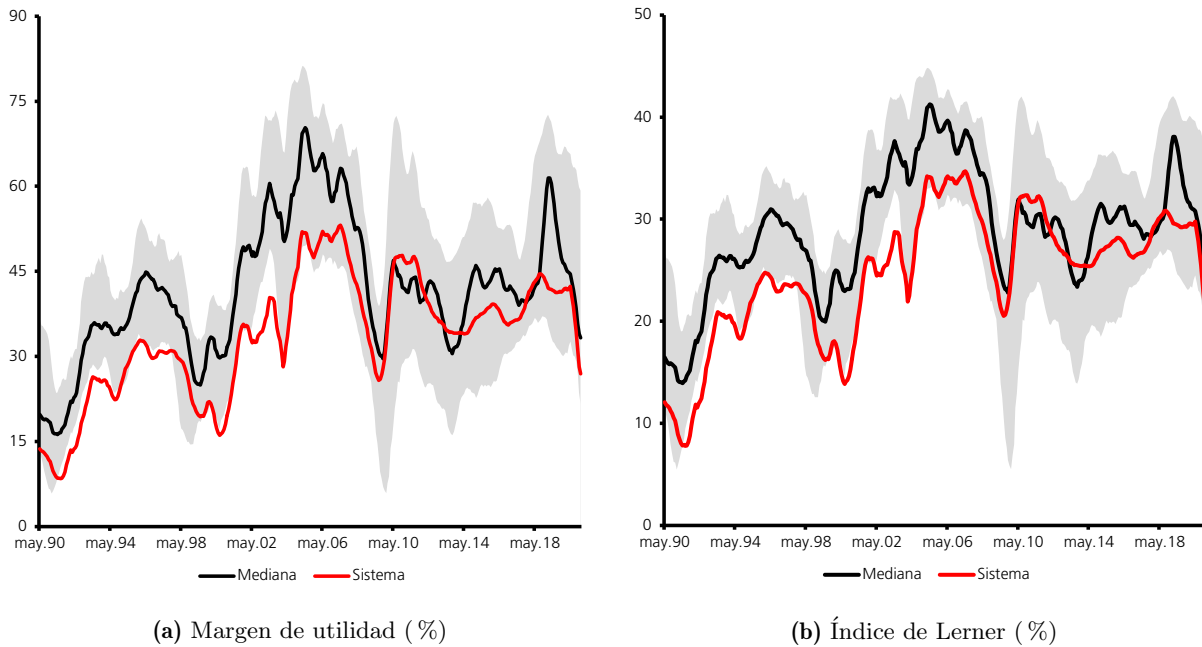 90
75
60
45
30
15
0
may.90 may.94 may.98 may.02 may.06 may.10 may.14 may.18
Mediana Sistema
(a) Margen de utilidad (%)
50
40
30
20
10
0
may.90 may.94 may.98 may.02 may.06 may.10 may.14 may.18
Mediana Sistema
(b) Índice de Lerner (%)